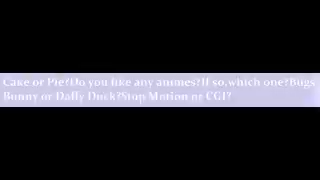 Cake or Pie?Do you like any animes?If so,which one?Bugs
Bunny or Daffy Duck?Stop Motion or CGI?